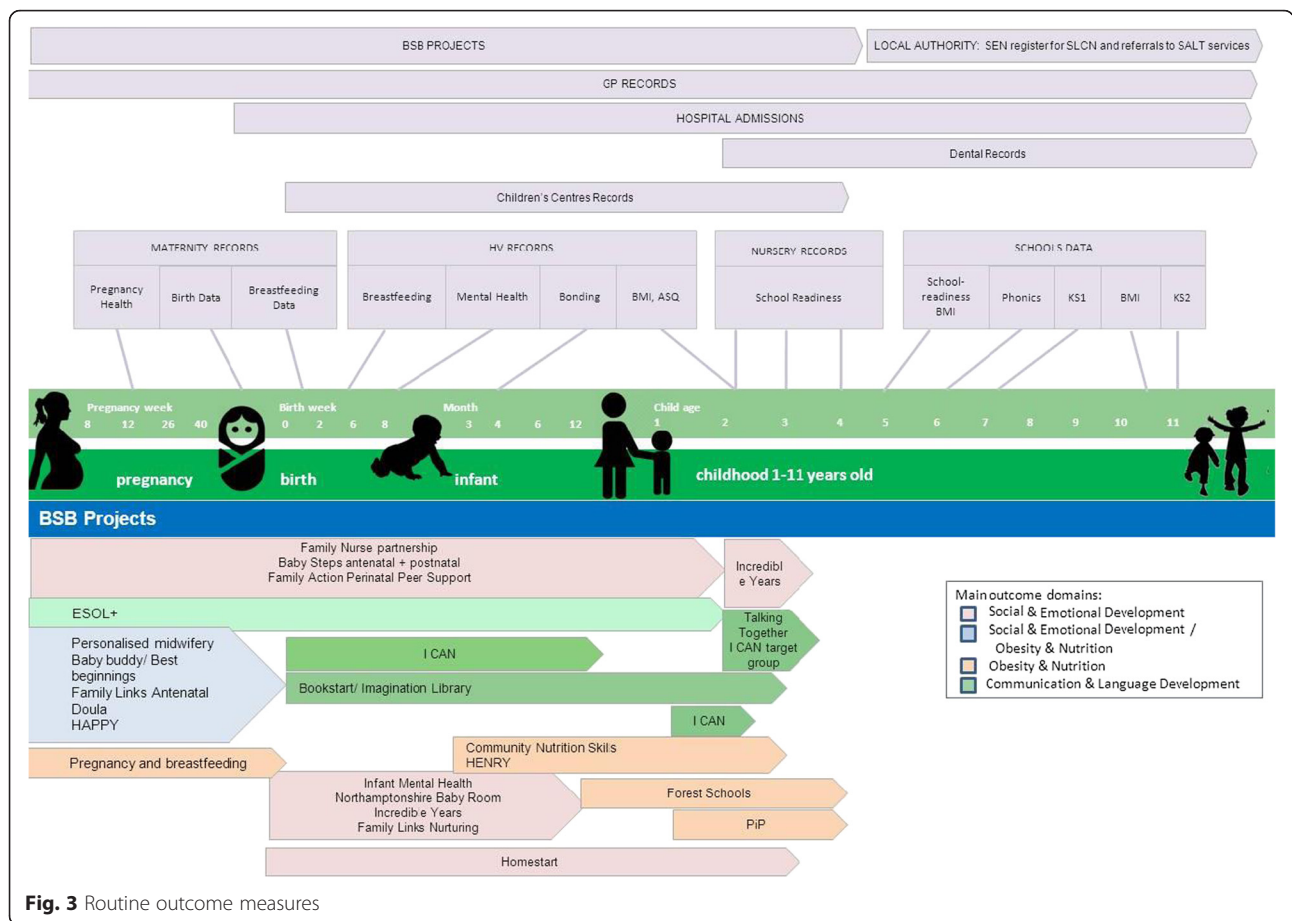 BSB PROJECTS
LOCAL AUTHORITY: SEN register for SLCN and referrals to SALT services
GP RECORDS
HOSPITAL ADMISSIONS
Dental Records
Children's Centres Records
MATERNITY RECORDS
Pregnancy
Health
Birth Data
Breastfeeding
Data
HV RECORDS
Breastfeeding
Mental Health
Bonding
BMI, ASQ
NURSERY RECORDS
School Readiness
SCHOOLS DATA
School-
readiness
BMI
Phonics
KS1
BMI
KS2
Pregnancy week
8 12 26 40
Birth week
0 2 6 8
Month
3 4 6 12
Child age
1 2 3 4 5 6 7 8 9 10 11
pregnancy
birth
infant
childhood 1-11 years old
BSB Projects
Family Nurse partnership
Baby Steps antenatal + postnatal
Family Action Perinatal Peer Support
Incredibl
e Years
ESOL+
Personalised midwifery
Baby buddy/ Best
beginnings
Family Links Antenatal
Doula
HAPPY
I CAN
Talking
Together
I CAN target
group
Bookstart/ Imagination Library
I CAN
Pregnancy and breastfeeding
Community Nutrition Skills
HENRY
Infant Mental Health
Northamptonshire Baby Room
Incredible Years
Family Links Nurturing
Forest Schools
PiP
Homestart
Main outcome domains:
Social & Emotional Development
Social & Emotional Development /
Obesity & Nutrition
Obesity & Nutrition
Communication & Language Development
Fig. 3 Routine outcome measures